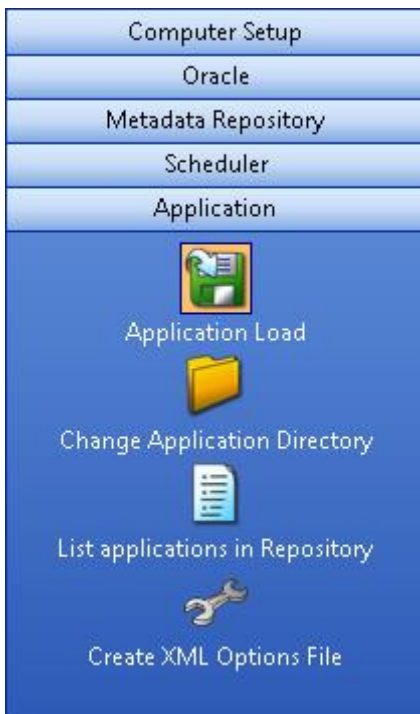 Computer Setup
Oracle
Metadata Repository
Scheduler
Application
Application Load
Change Application Directory
List applications in Repository
Create XML Options File